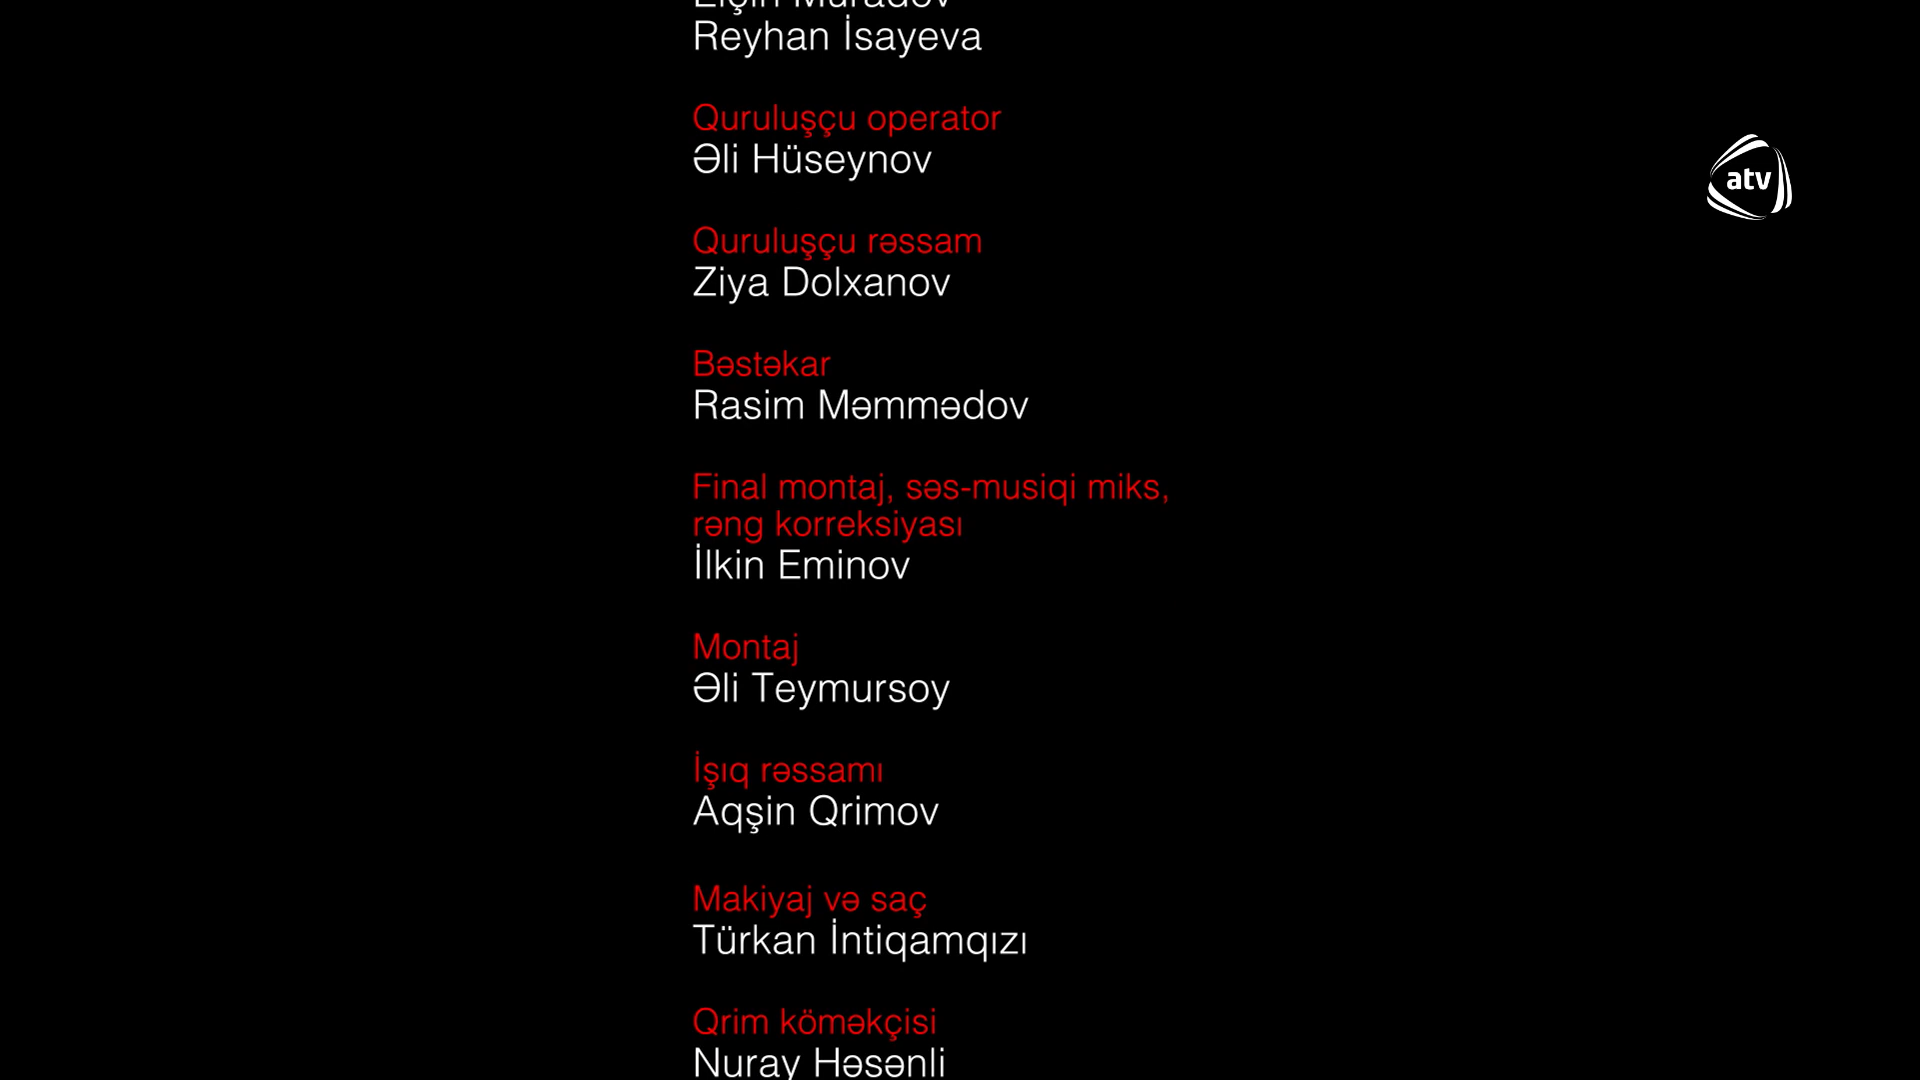 Elçin Muradov
Reyhan İsayeva
Quruluşçu operator
Əli Hüseynov
atv
Quruluşçu rəssam
Ziya Dolxanov
Bəstəkar
Rasim Məmmədov
Final montaj, səs-musiqi miks,
rəng korreksiyası
İlkin Eminov
Montaj
Əli Teymursoy
İşıq rəssamı
Aqşin Qrimov
Makiyaj və saç
Türkan İntiqamqızı
Qrim köməkçisi
Nuray Həsənli